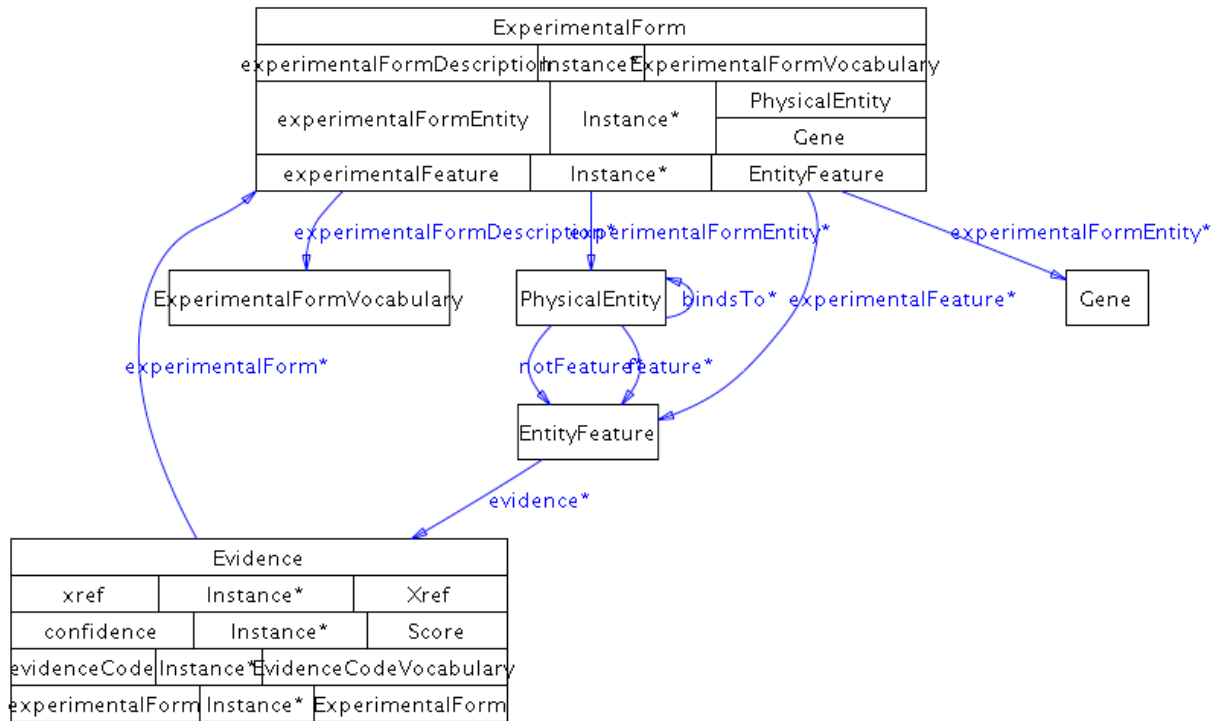 ExperimentalForm
experimentalFormDescription Instance* ExperimentalFormVocabulary
experimentalFormEntity Instance* PhysicalEntity
Gene
experimentalFeature Instance* EntityFeature
experimentalFormDescription* experimentalFormEntity* experimentalFormEntity*
ExperimentalFormVocabulary PhysicalEntity bindsTo* experimentalFeature* Gene
experimentalForm* notFeature* feature*
EntityFeature
evidence*
Evidence
xref Instance* Xref
confidence Instance* Score
evidenceCode Instance* EvidenceCodeVocabulary
experimentalForm Instance* ExperimentalForm